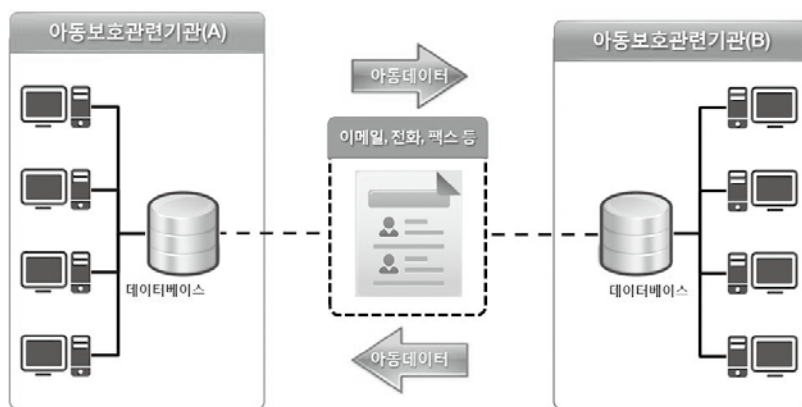 아동보호관련기관(A)
아동보호관련기관(B)
아동데이터
이메일, 전화, 팩스 등
데이터베이스
데이터베이스
아동데이터